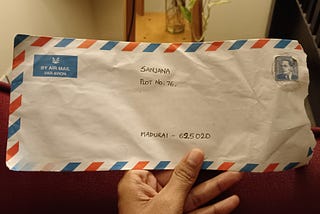 BY AIR MAIL
PAR AVION
SANJANA
PLOT NO: 76,
MADURAI - 625020